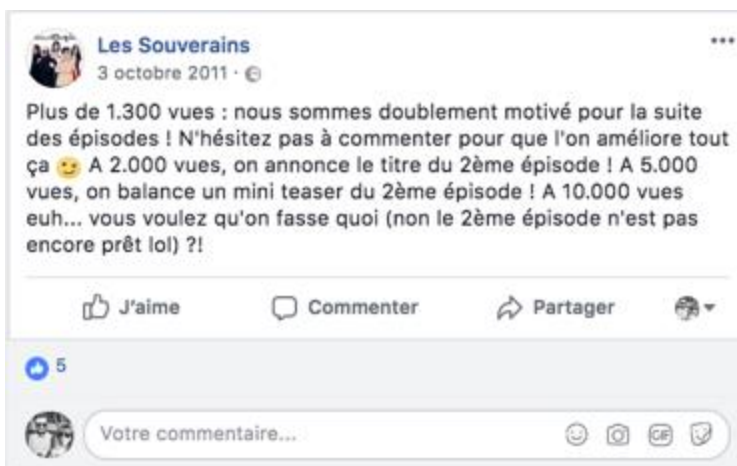 Les Souverains
3 octobre 2011 ·
Plus de 1.300 vues : nous sommes doublement motivé pour la suite
des épisodes ! N'hésitez pas à commenter pour que l'on améliore tout
ça 😉 A 2.000 vues, on annonce le titre du 2ème épisode ! A 5.000
vues, on balance un mini teaser du 2ème épisode ! A 10.000 vues
euh... vous voulez qu'on fasse quoi (non le 2ème épisode n'est pas
encore prêt lol) ?!
J'aime Commenter Partager
5
Votre commentaire... GIF